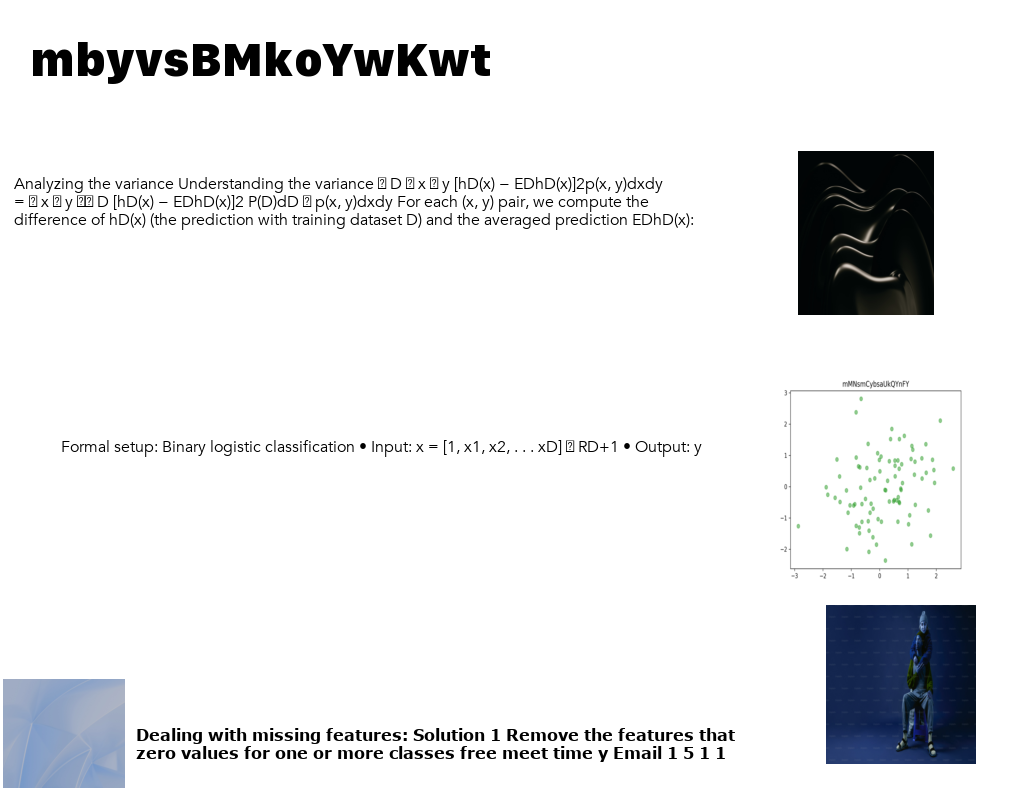 mbyvsBMkoYwKwt
Analyzing the variance Understanding the variance D x y [hD(x) − EDhD(x)]2p(x, y)dxdy
= x y D [hD(x) − EDhD(x)]2 P(D)dD p(x, y)dxdy For each (x, y) pair, we compute the
difference of hD(x) (the prediction with training dataset D) and the averaged prediction EDhD(x):
mMNsmCybsaUkQYnFY
3
2
1
0
−1
−2
−3 −2 −1 0 1 2
Formal setup: Binary logistic classification • Input: x = [1, x1, x2, . . . xD] RD+1 • Output: y
Dealing with missing features: Solution 1 Remove the features that
zero values for one or more classes free meet time y Email 1 5 1 1